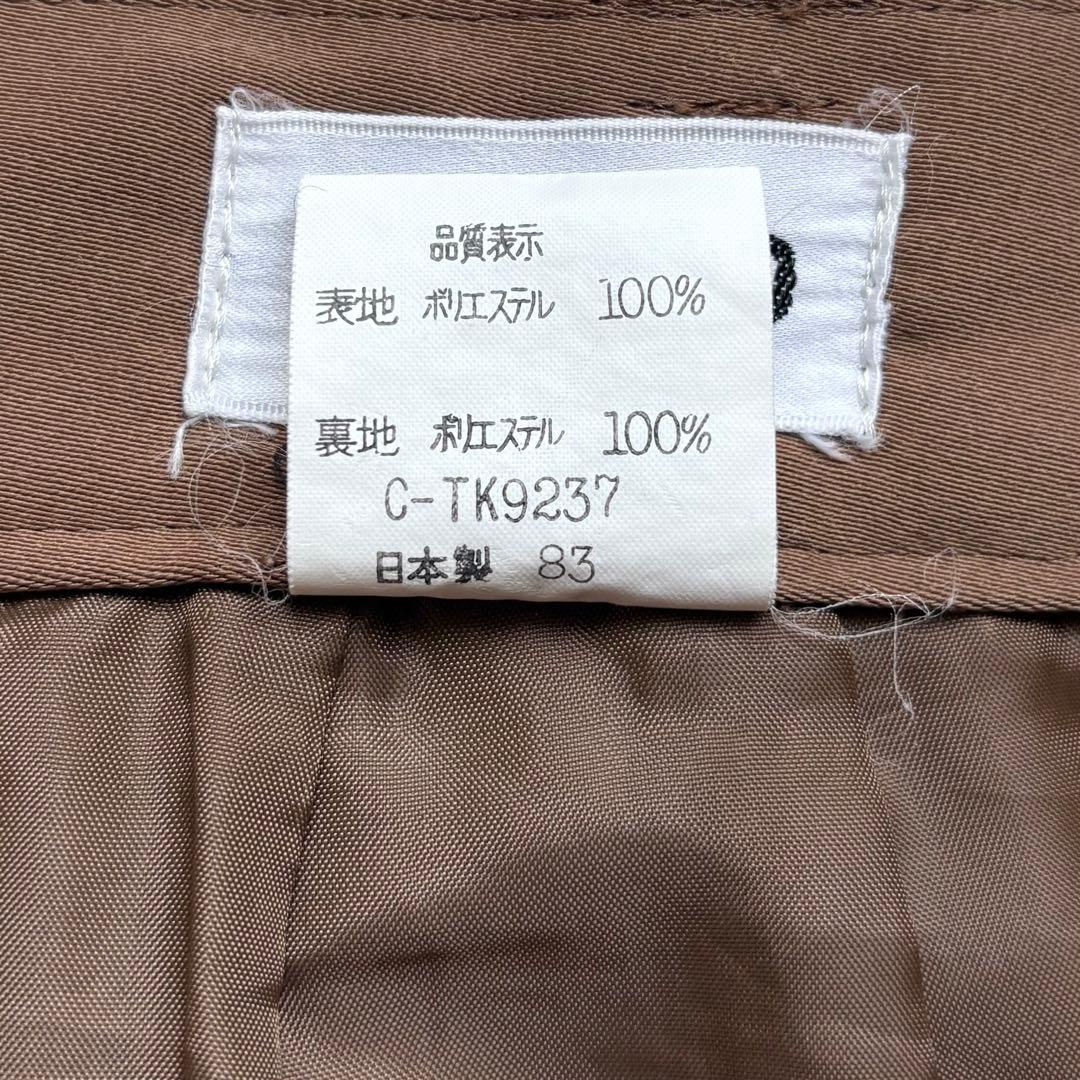 品質表示
表地 ポリエステル 100%
裏地 ポリエステル 100%
C-TK9237
日本製 83